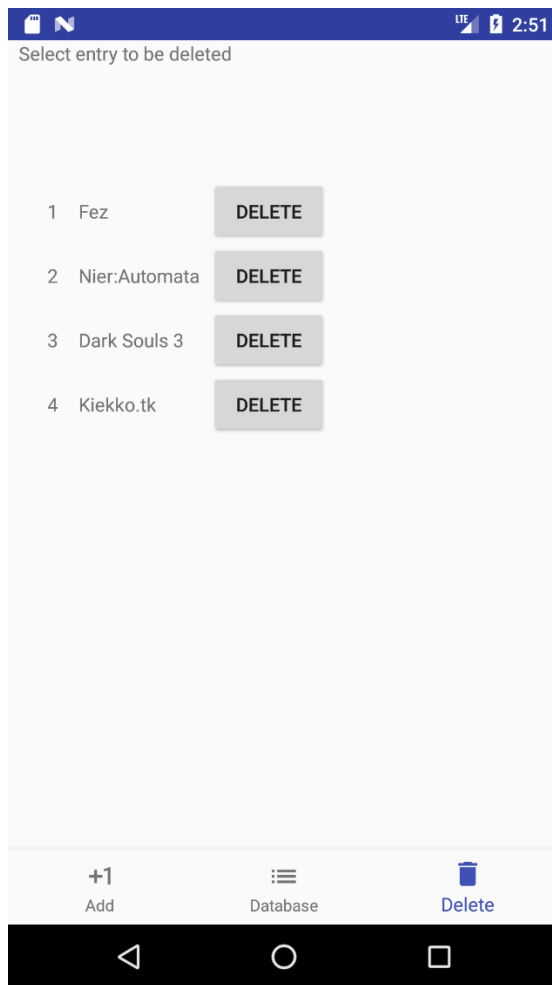 LTE 2:51
Select entry to be deleted
1 Fez DELETE
2 Nier:Automata DELETE
3 Dark Souls 3 DELETE
4 Kiekko.tk DELETE
+1
Add Database Delete